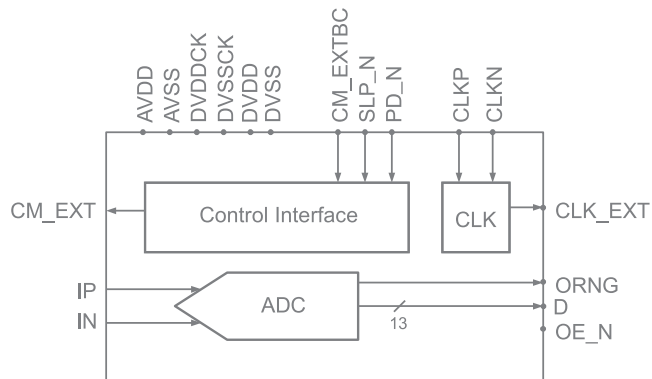 AVDD
AVSS
DVDDCK
DVSSCK
DVDD
DVSS
CM_EXTBC
SLP_N
PD_N
CLKP
CLKN
CM_EXT
Control Interface
CLK
CLK_EXT
IP
IN
ADC
13
ORNG
D
OE_N